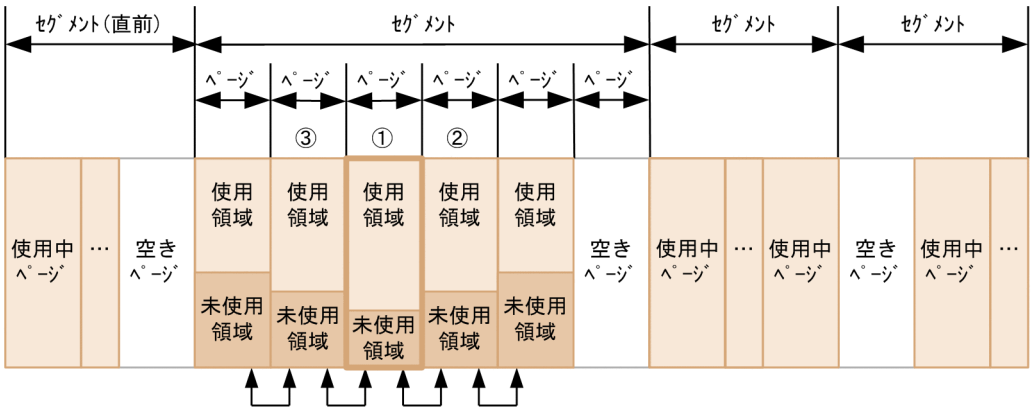 ｾｸﾞﾒﾝﾄ(直前)
ｾｸﾞﾒﾝﾄ
ｾｸﾞﾒﾝﾄ
ｾｸﾞﾒﾝﾄ
ﾍﾟｰｼﾞ
ﾍﾟｰｼﾞ
ﾍﾟｰｼﾞ
ﾍﾟｰｼﾞ
ﾍﾟｰｼﾞ
ﾍﾟｰｼﾞ
③
①
②
使用中
ﾍﾟｰｼﾞ
…
空き
ﾍﾟｰｼﾞ
使用
領域
未使用
領域
使用
領域
未使用
領域
使用
領域
未使用
領域
使用
領域
未使用
領域
使用
領域
未使用
領域
空き
ﾍﾟｰｼﾞ
使用中
ﾍﾟｰｼﾞ
…
使用中
ﾍﾟｰｼﾞ
空き
ﾍﾟｰｼﾞ
使用中
ﾍﾟｰｼﾞ
…